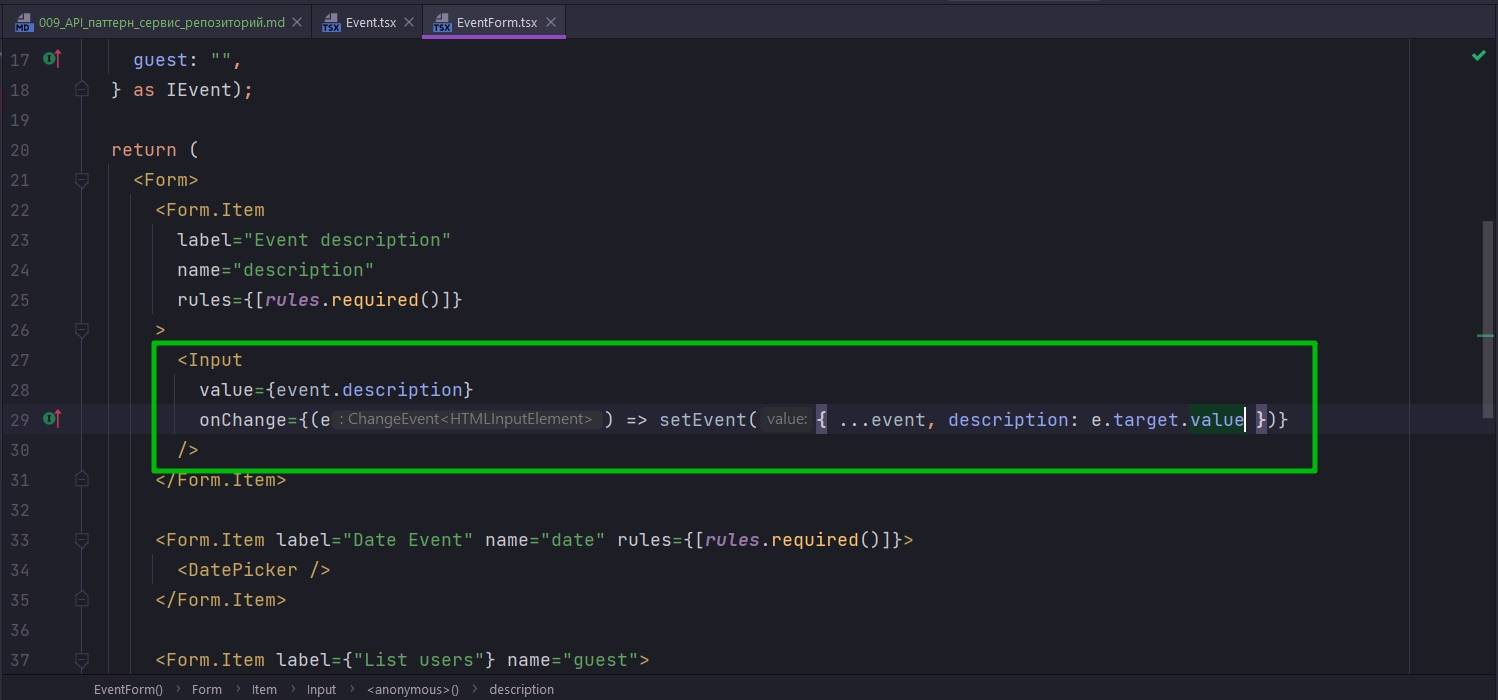 009_API_паттерн_сервис_репозиторий.md Event.tsx EventForm.tsx
17 guest: "",
18 } as IEvent);
19
20 return (
21 <Form>
22 <Form.Item
23 label="Event description"
24 name="description"
25 rules={[rules.required()]}
26 >
27 <Input
28 value={event.description}
29 onChange={(e : ChangeEvent<HTMLInputElement> ) => setEvent( value: { ...event, description: e.target.value })}
30 />
31 </Form.Item>
32
33 <Form.Item label="Date Event" name="date" rules={[rules.required()]}>
34 <DatePicker />
35 </Form.Item>
36
37 <Form.Item label={"List users"} name="guest">
EventForm() › Form › Item › Input › <anonymous>() › description